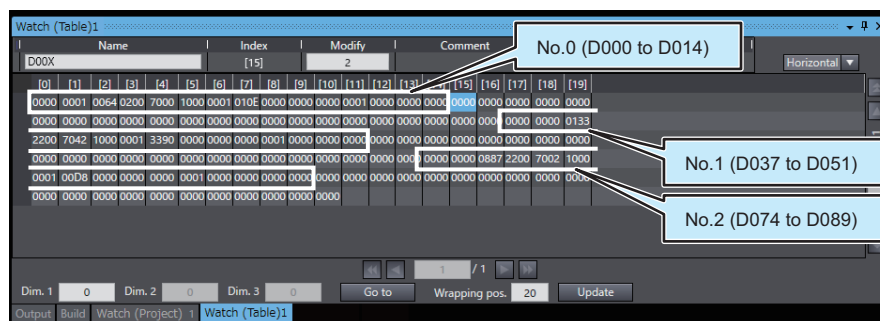 Watch (Table)1
Name Index Modify Comment
D00X [15] 2
Horizontal
No.0 (D000 to D014)
[0] [1] [2] [3] [4] [5] [6] [7] [8] [9] [10] [11] [12] [13] [14] [15] [16] [17] [18] [19]
0000 0001 0064 0200 7000 1000 0001 010E 0000 0000 0000 0001 0000 0000 0000 0000 0000 0000 0000 0000
0000 0000 0000 0000 0000 0000 0000 0000 0000 0000 0000 0000 0000 0000 0000 0000 0000 0000 0000 0133
2200 7042 1000 0001 3390 0000 0000 0000 0001 0000 0000 0000 0000 0000 0000 0000 0000 0000 0000 0000
No.1 (D037 to D051)
0000 0000 0000 0000 0000 0000 0000 0000 0000 0000 0000 0000 0000 0000 0000 0000 0887 2200 7002 1000
0001 00D8 0000 0000 0000 0001 0000 0000 0000 0000 0000 0000 0000 0000 0000 0000 0000 0000 0000 0000
0000 0000 0000 0000 0000 0000 0000 0000 0000 0000 0000
No.2 (D074 to D089)
1 / 1
Dim. 1 0 Dim. 2 0 Dim. 3 0 Go to Wrapping pos. 20 Update
Output Build Watch (Project) 1 Watch (Table)1